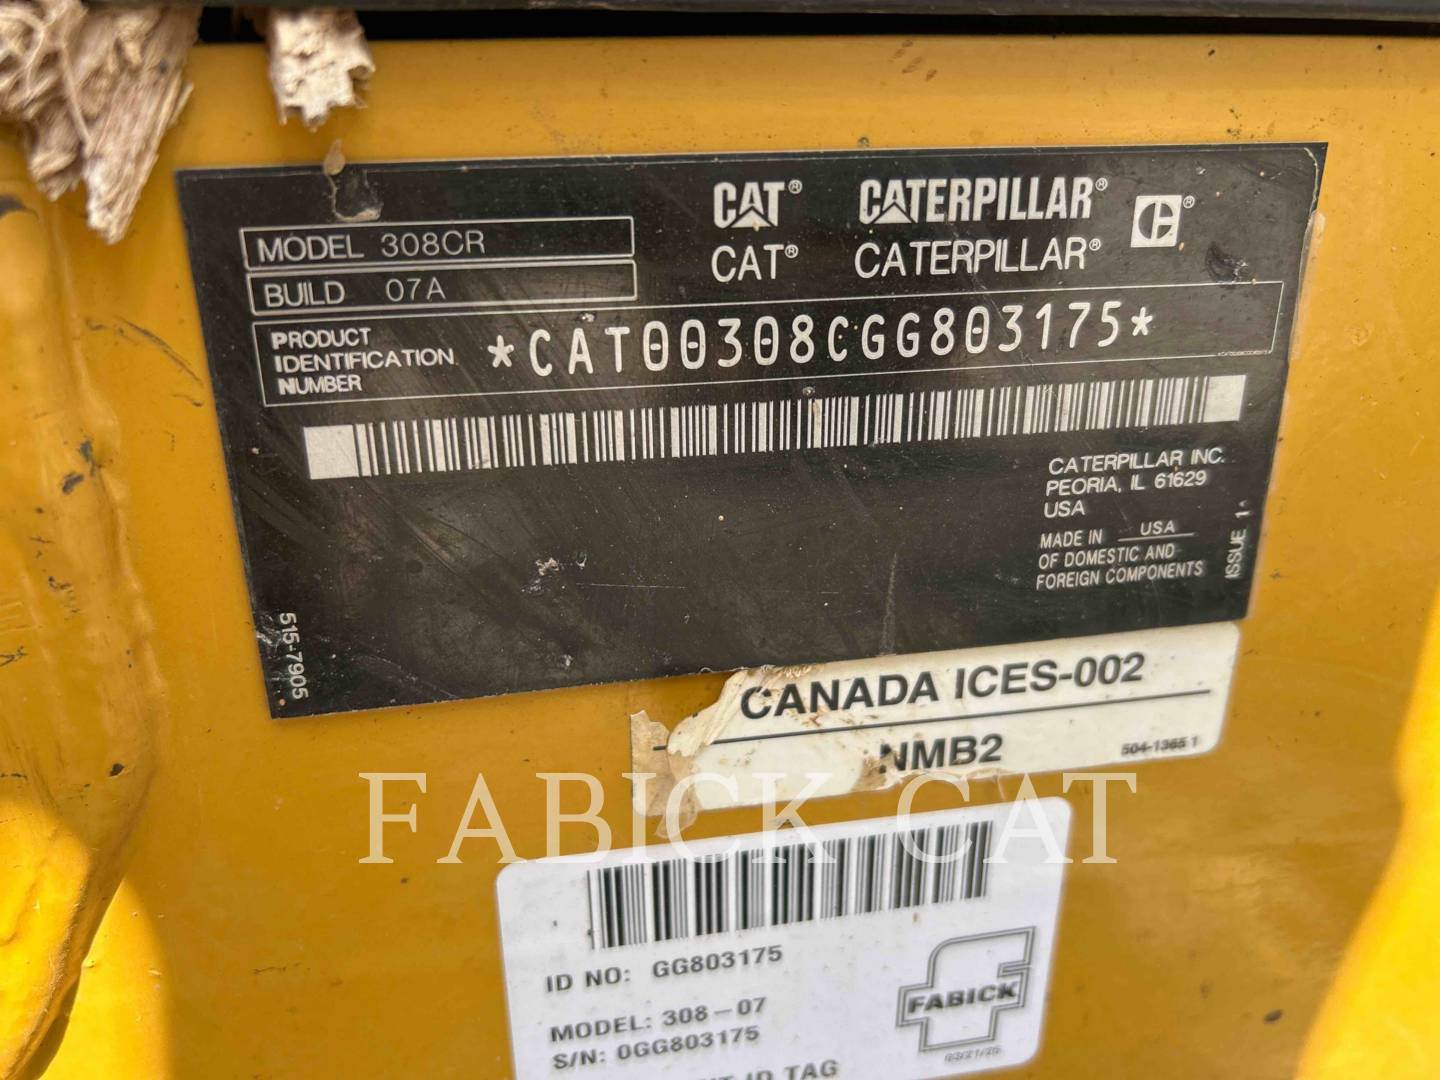 MODEL 308CR
BUILD 07A
CAT® CATERPILLAR® ®
CAT® CATERPILLAR®
PRODUCT IDENTIFICATION NUMBER
*CAT00308CGG803175*
CATERPILLAR INC.
PEORIA, IL 61629
USA
MADE IN USA
OF DOMESTIC AND
FOREIGN COMPONENTS
ISSUE 1
515-7905
CANADA ICES-002
NMB2
504-1365 1
FABICK CAT
ID NO: GG803175
MODEL: 308-07
S/N: 0GG803175
ID TAG
FABICK